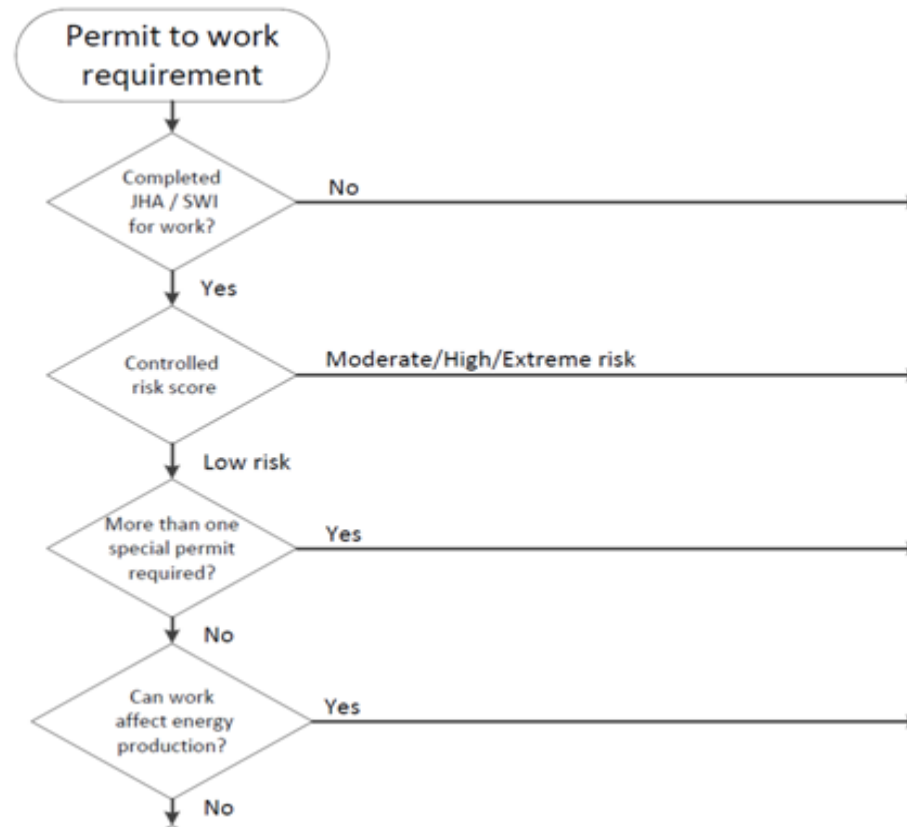 Permit to work
requirement
Completed
JHA / SWI
for work?
No
Yes
Controlled
risk score
Moderate/High/Extreme risk
Low risk
More than one
special permit
required?
Yes
No
Can work
affect energy
production?
Yes
No